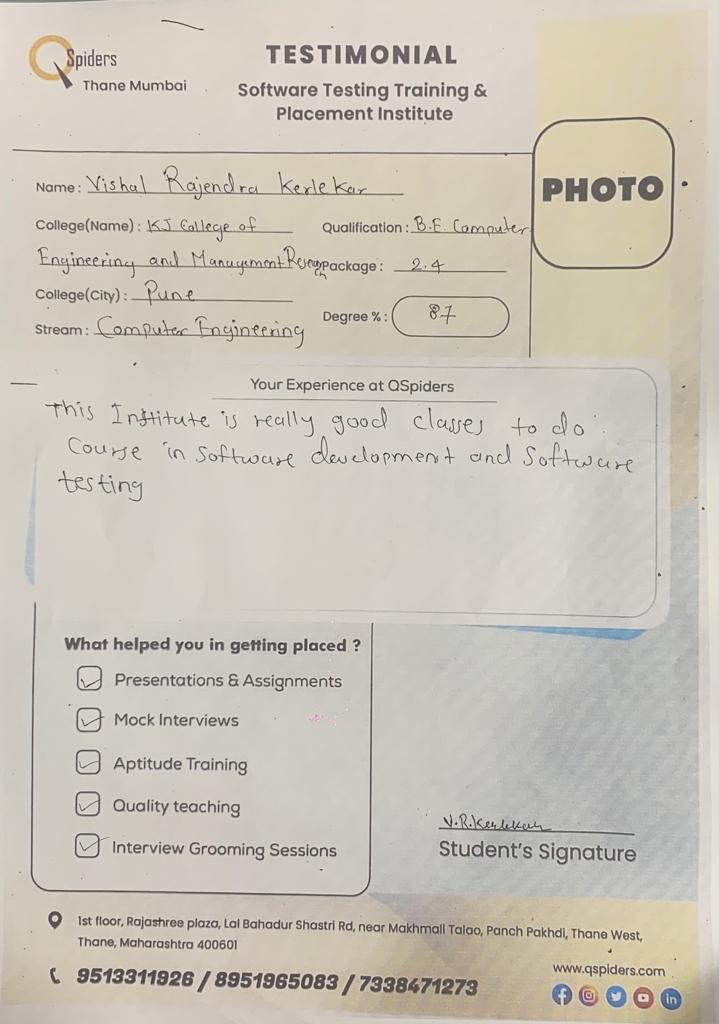 QSpiders
Thane Mumbai
TESTIMONIAL
Software Testing Training &
Placement Institute
PHOTO
Name: Vishal Rajendra Kerlekar
College(Name): KJ College of
Engineering and Management
Qualification: B.E. Computer
Package: 2.4
College(City): Pune
Degree %: 87
Stream: Computer Engineering
Your Experience at QSpiders
This Institute is really good classes to do
Course in Software development and Software
testing
What helped you in getting placed ?
Presentations & Assignments
Mock Interviews
Aptitude Training
Quality teaching
Interview Grooming Sessions
V.R.Kerlekar
Student's Signature
1st floor, Rajashree plaza, Lal Bahadur Shastri Rd, near Makhmali Talao, Panch Pakhdi, Thane West,
Thane, Maharashtra 400601
9513311926 / 8951965083 / 7338471273
www.qspiders.com